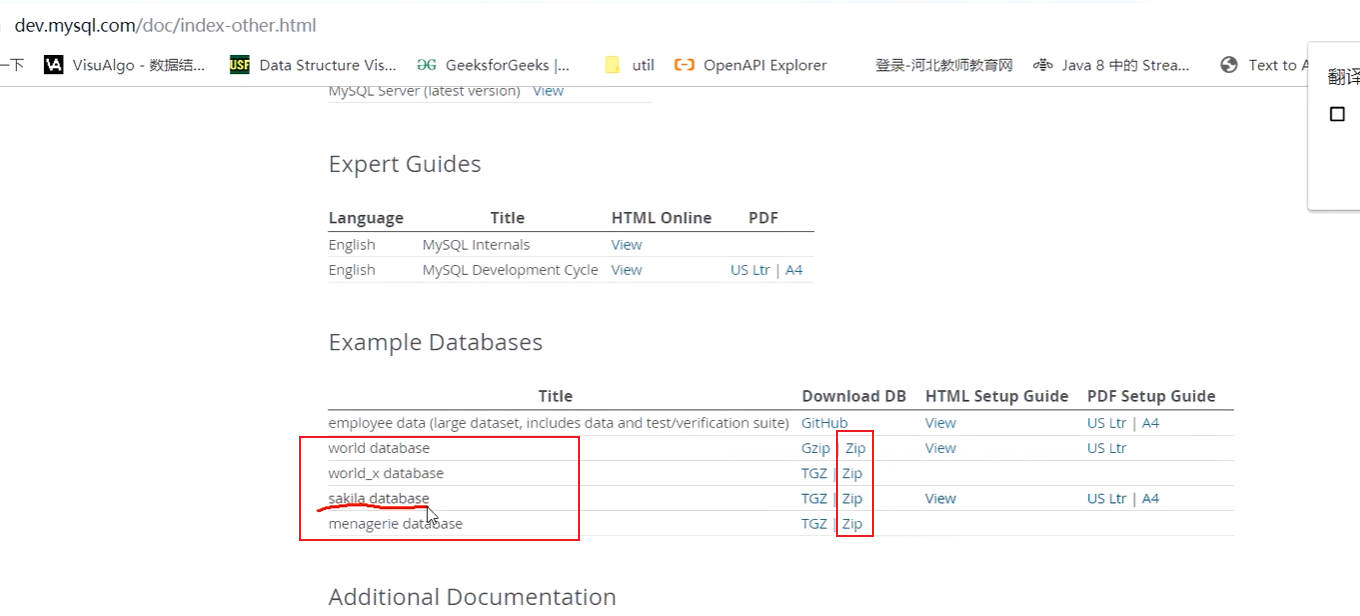 dev.mysql.com/doc/index-other.html
一下 VisuAlgo - 数据结... Data Structure Vis... GeeksforGeeks |... util OpenAPI Explorer 登录-河北教师教育网 Java 8 中的 Strea... Text to A
翻译
MySQL Server (latest version) View
Expert Guides
Language Title HTML Online PDF
English MySQL Internals View
English MySQL Development Cycle View US Ltr | A4
Example Databases
Title Download DB HTML Setup Guide PDF Setup Guide
employee data (large dataset, includes data and test/verification suite) GitHub View US Ltr | A4
world database Gzip | Zip View US Ltr
world_x database TGZ | Zip
sakila database TGZ | Zip View US Ltr | A4
menagerie database TGZ | Zip
Additional Documentation